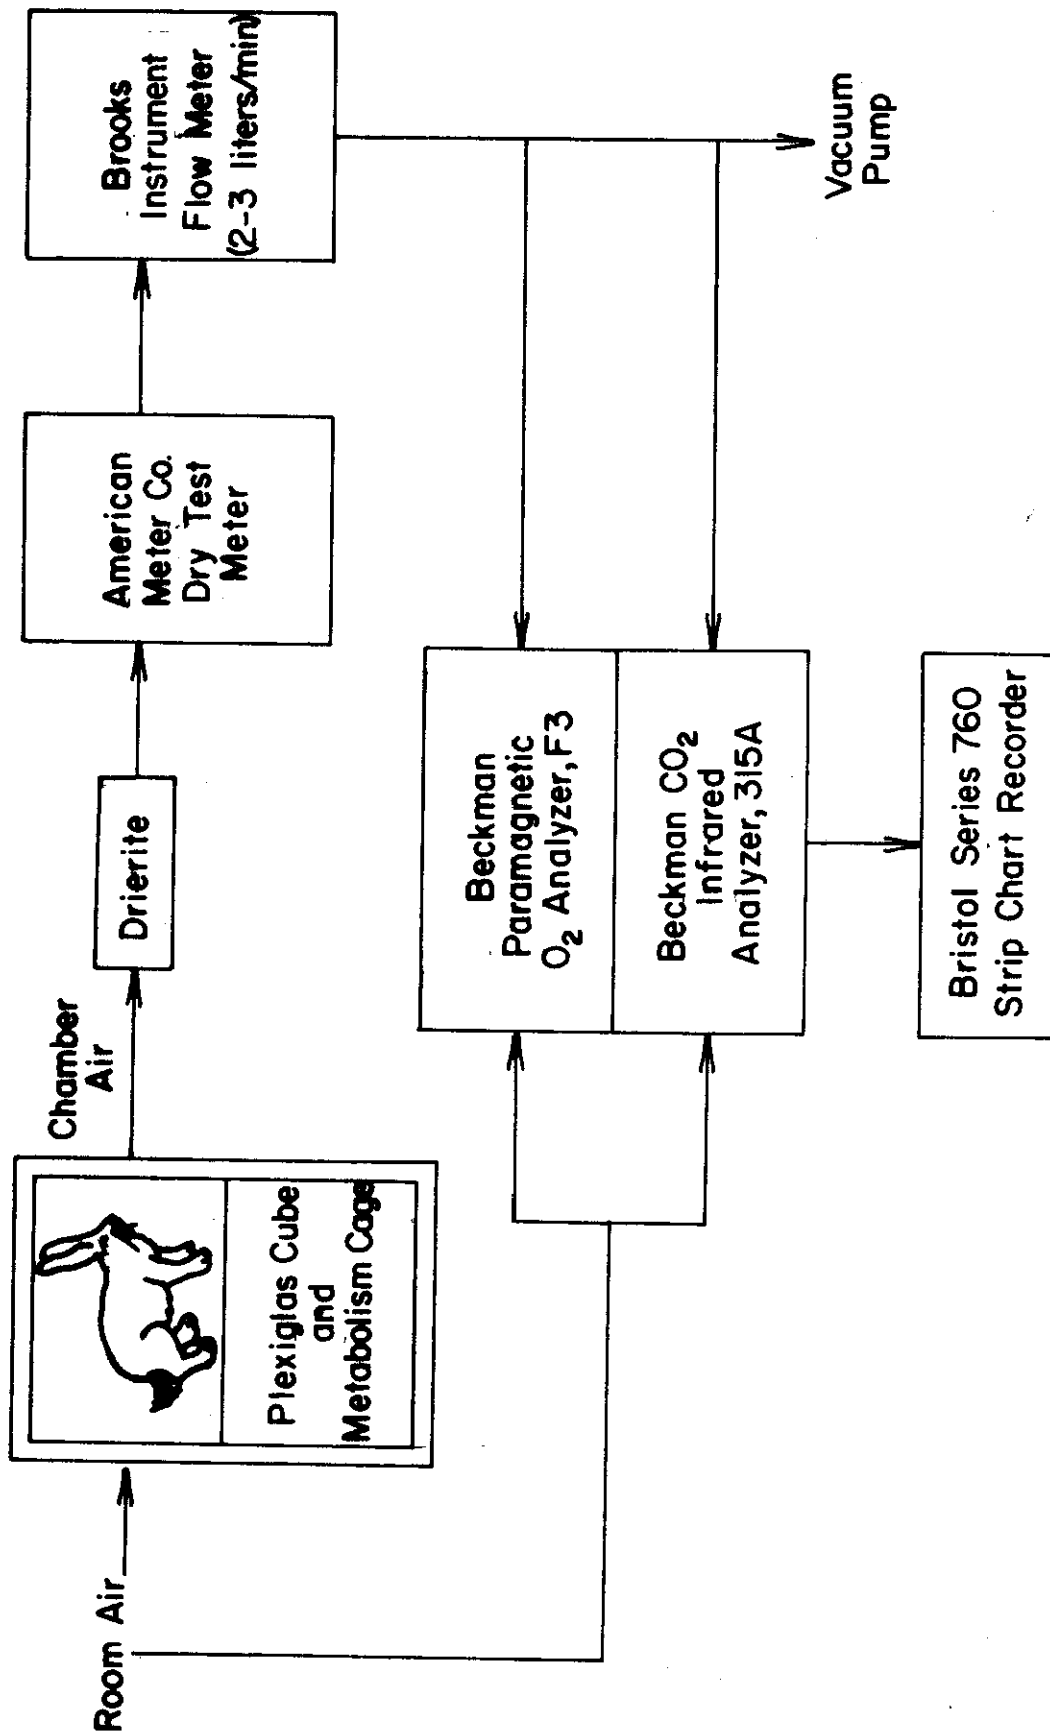 Room Air
Plexiglas Cube
and
Metabolism Cage
Chamber
Air
Drierite
American
Meter Co.
Dry Test
Meter
Brooks
Instrument
Flow Meter
(2-3 liters/min)
Beckman
Paramagnetic
O₂ Analyzer, F3
Beckman CO₂
Infrared
Analyzer, 315A
Vacuum
Pump
Bristol Series 760
Strip Chart Recorder